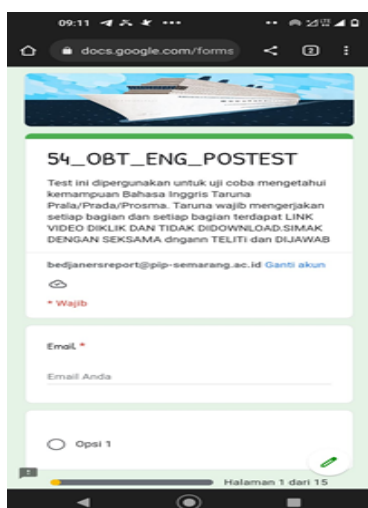 09:11
docs.google.com/forms
2
54_OBT_ENG_POSTEST
Test ini dipergunakan untuk uji coba mengetahui
kemampuan Bahasa Inggris Taruna
Prala/Prada/Prosma. Taruna wajib mengerjakan
setiap bagian dan setiap bagian terdapat LINK
VIDEO DIKLIK DAN TIDAK DIDOWNLOAD.SIMAK
DENGAN SEKSAMA dngann TELITi dan DIJAWAB
bedjanersreport@pip-semarang.ac.id Ganti akun
* Wajib
Email *
Email Anda
Opsi 1
Halaman 1 dari 15